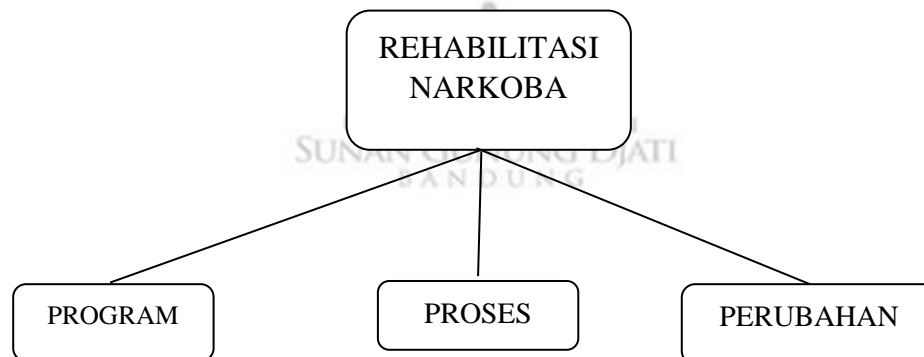 REHABILITASI
NARKOBA
SUNAN GUNUNG DJATI
BANDUNG
PROGRAM
PROSES
PERUBAHAN